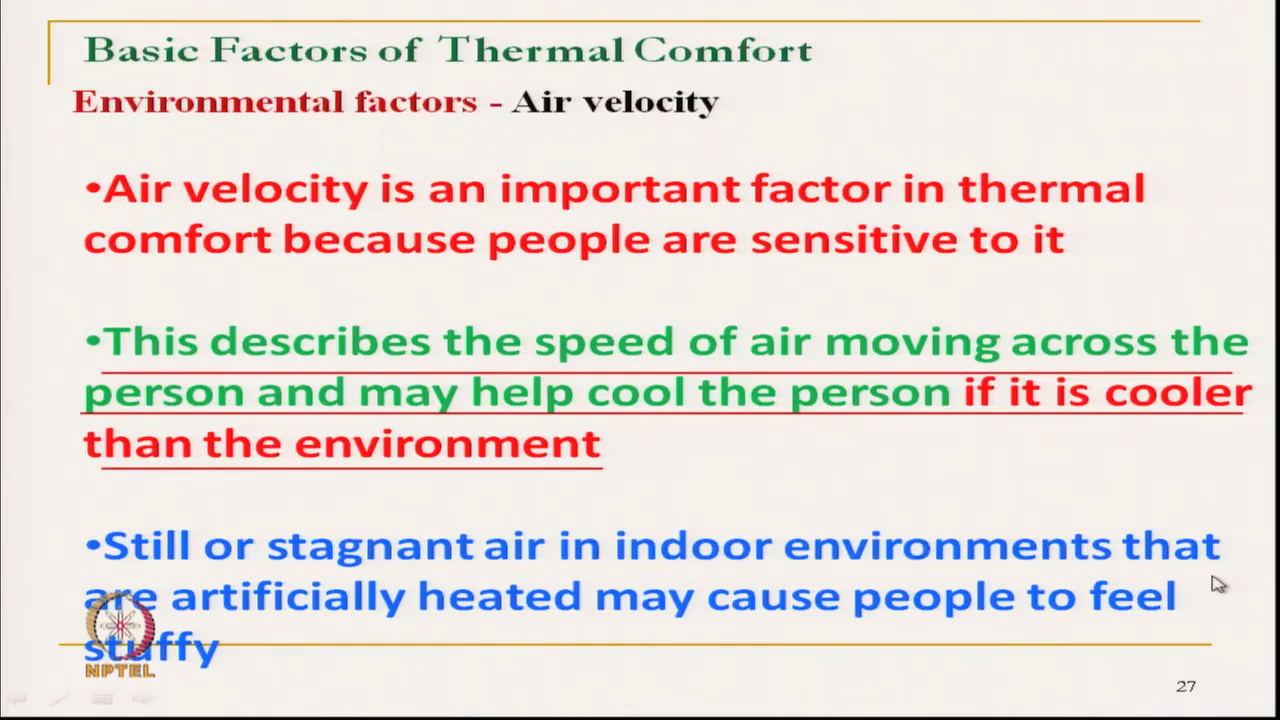 Basic Factors of Thermal Comfort
Environmental factors - Air velocity
•Air velocity is an important factor in thermal
comfort because people are sensitive to it
•This describes the speed of air moving across the
person and may help cool the person if it is cooler
than the environment
•Still or stagnant air in indoor environments that
are artificially heated may cause people to feel
stuffy
NPTEL
27